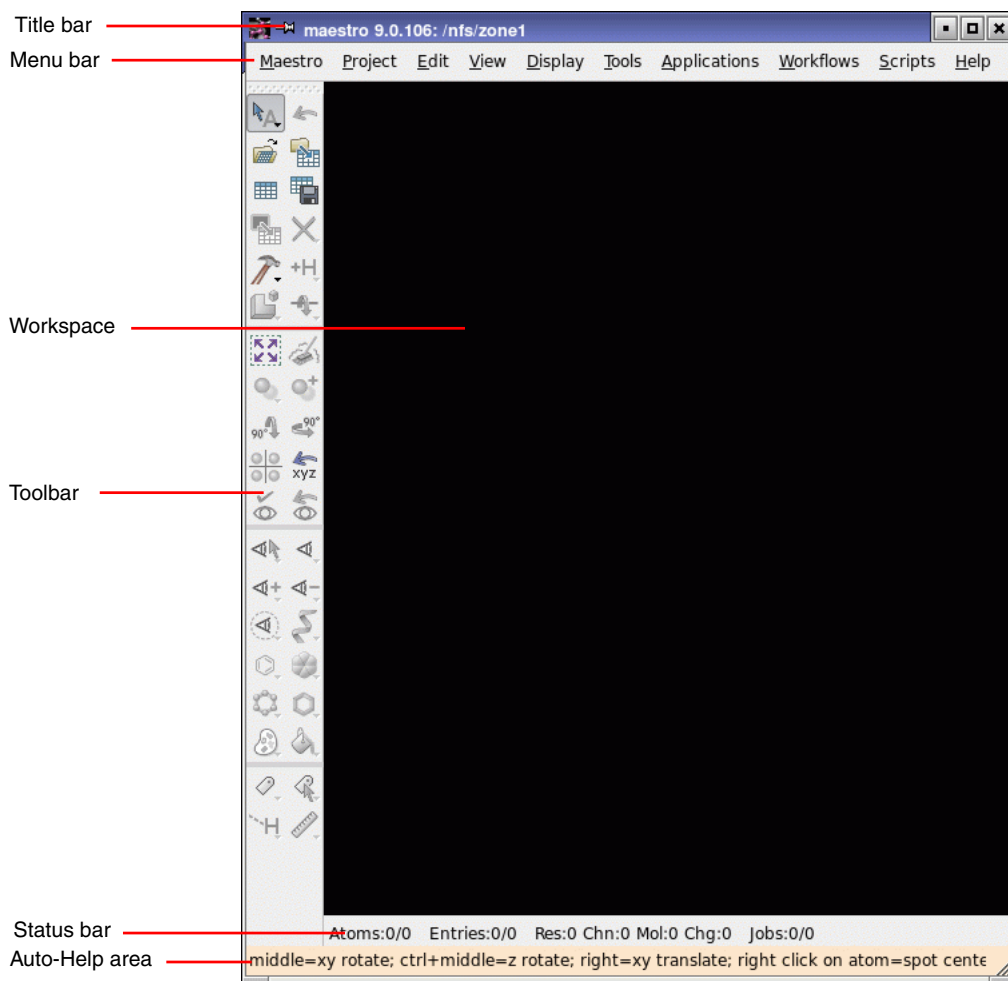 Title bar
maestro 9.0.106: /nfs/zone1
Menu bar
Maestro Project Edit View Display Tools Applications Workflows Scripts Help
A
+H
Workspace
90°
90°
xyz
Toolbar
H
Status bar
Atoms:0/0 Entries:0/0 Res:0 Chn:0 Mol:0 Chg:0 Jobs:0/0
Auto-Help area
middle=xy rotate; ctrl+middle=z rotate; right=xy translate; right click on atom=spot cente